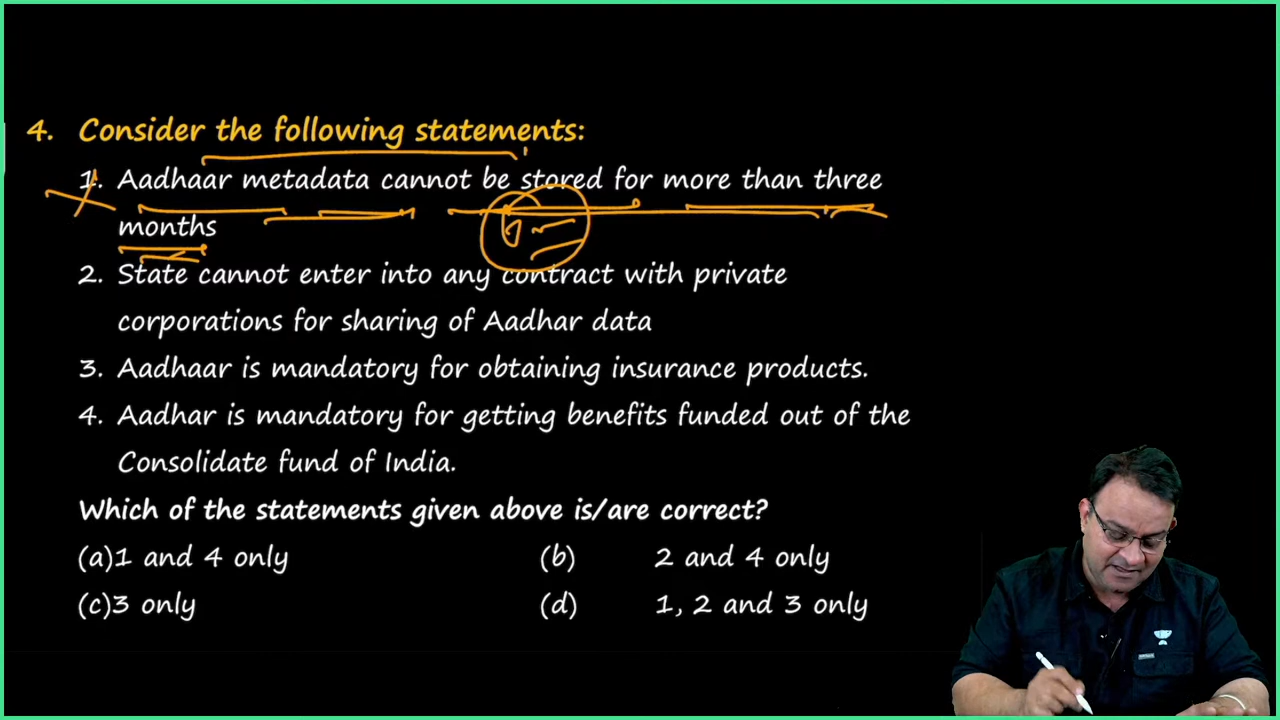 4. Consider the following statements:
1. Aadhaar metadata cannot be stored for more than three
months
2. State cannot enter into any contract with private
corporations for sharing of Aadhar data
3. Aadhaar is mandatory for obtaining insurance products.
4. Aadhar is mandatory for getting benefits funded out of the
Consolidate fund of India.
Which of the statements given above is/are correct?
(a)1 and 4 only (b) 2 and 4 only
(c)3 only (d) 1, 2 and 3 only